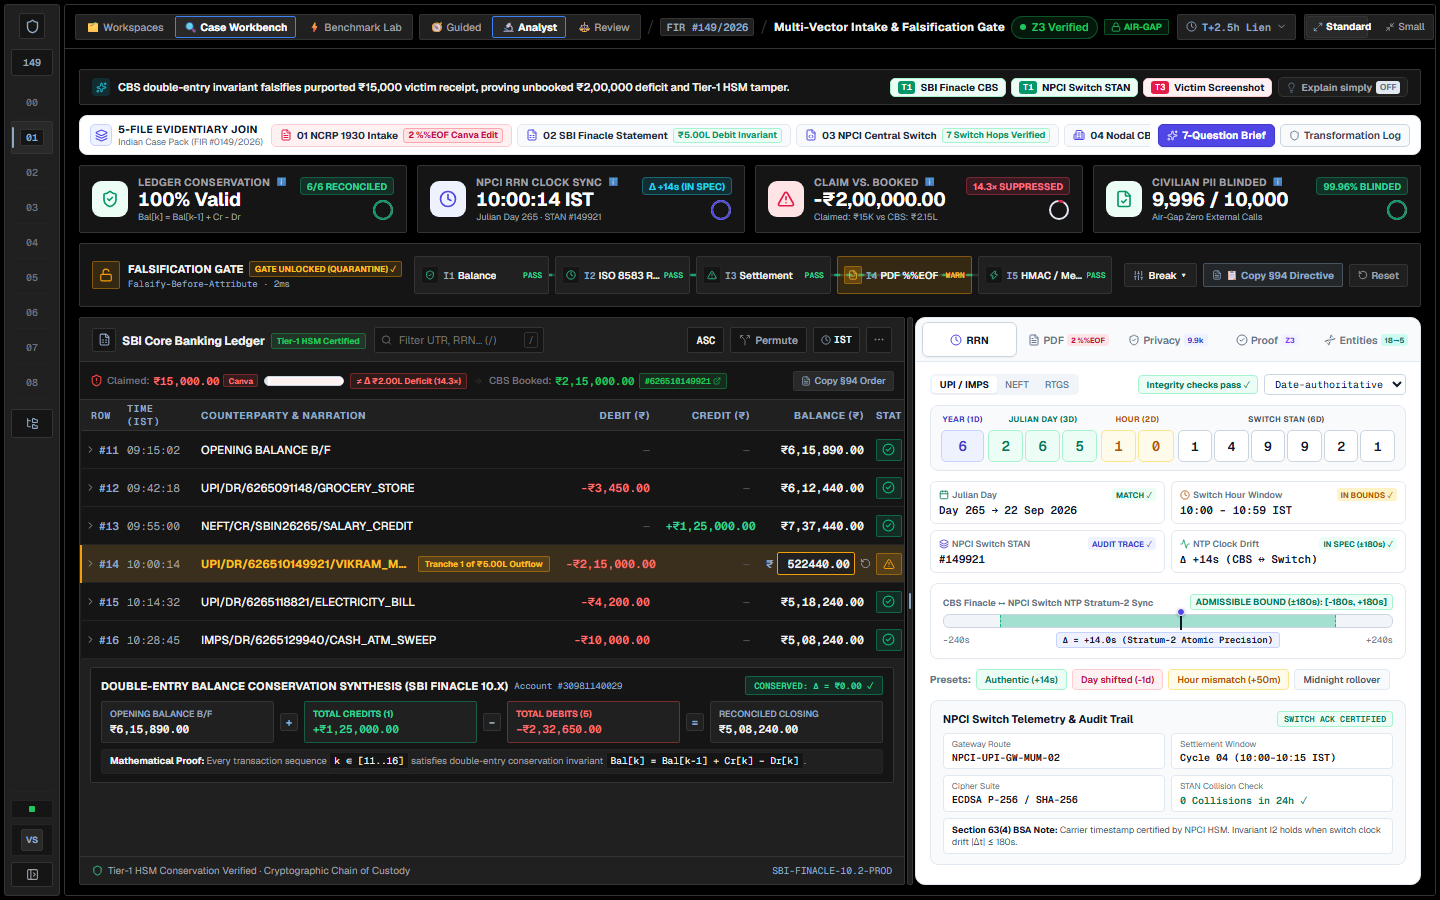 Workspaces Case Workbench Benchmark Lab Guided Analyst Review / FIR #149/2026 / Multi-Vector Intake & Falsification Gate Z3 Verified AIR-GAP T+2.5h Lien Standard Small
149
00
01
02
03
04
05
06
07
08
VS
CBS double-entry invariant falsifies purported ₹15,000 victim receipt, proving unbooked ₹2,00,000 deficit and Tier-1 HSM tamper.
T1 SBI Finacle CBS T1 NPCI Switch STAN T3 Victim Screenshot Explain simply OFF
5-FILE EVIDENTIARY JOIN
Indian Case Pack (FIR #0149/2026)
01 NCRP 1930 Intake 2 %%EOF Canva Edit
02 SBI Finacle Statement ₹5.00L Debit Invariant
03 NPCI Central Switch 7 Switch Hops Verified
04 Nodal CB
7-Question Brief Transformation Log
LEDGER CONSERVATION
100% Valid
Bal[k] = Bal[k-1] + Cr - Dr
6/6 RECONCILED
NPCI RRN CLOCK SYNC
10:00:14 IST
Julian Day 265 · STAN #149921
Δ +14s (IN SPEC)
CLAIM VS. BOOKED
-₹2,00,000.00
Claimed: ₹15K vs CBS: ₹2.15L
14.3× SUPPRESSED
CIVILIAN PII BLINDED
9,996 / 10,000
Air-Gap Zero External Calls
99.96% BLINDED
FALSIFICATION GATE GATE UNLOCKED (QUARANTINE) ✓
Falsify-Before-Attribute · 2ms
I1 Balance PASS
I2 ISO 8583 R... PASS
I3 Settlement PASS
I4 PDF %%EOF WARN
I5 HMAC / Me... PASS
Break ▾ Copy §94 Directive Reset
SBI Core Banking Ledger Tier-1 HSM Certified Filter UTR, RRN... (/) / ASC Permute IST ...
Claimed: ₹15,000.00 Canva ≠ Δ ₹2.00L Deficit (14.3×) CBS Booked: ₹2,15,000.00 #626510149921 Copy §94 Order
ROW TIME (IST) COUNTERPARTY & NARRATION DEBIT (₹) CREDIT (₹) BALANCE (₹) STAT
#11 09:15:02 OPENING BALANCE B/F — — ₹6,15,890.00
#12 09:42:18 UPI/DR/6265091148/GROCERY_STORE -₹3,450.00 — ₹6,12,440.00
#13 09:55:00 NEFT/CR/SBIN26265/SALARY_CREDIT — +₹1,25,000.00 ₹7,37,440.00
#14 10:00:14 UPI/DR/626510149921/VIKRAM_M... Tranche 1 of ₹5.00L Outflow -₹2,15,000.00 — ₹ 522440.00
#15 10:14:32 UPI/DR/6265118821/ELECTRICITY_BILL -₹4,200.00 — ₹5,18,240.00
#16 10:28:45 IMPS/DR/6265129940/CASH_ATM_SWEEP -₹10,000.00 — ₹5,08,240.00
DOUBLE-ENTRY BALANCE CONSERVATION SYNTHESIS (SBI FINACLE 10.X) Account #30981140029 CONSERVED: Δ = ₹0.00 ✓
OPENING BALANCE B/F
₹6,15,890.00
+
TOTAL CREDITS (1)
+₹1,25,000.00
−
TOTAL DEBITS (5)
-₹2,32,650.00
=
RECONCILED CLOSING
₹5,08,240.00
Mathematical Proof: Every transaction sequence k ∈ [11..16] satisfies double-entry conservation invariant Bal[k] = Bal[k-1] + Cr[k] - Dr[k] .
Tier-1 HSM Conservation Verified · Cryptographic Chain of Custody SBI-FINACLE-10.2-PROD
RRN PDF 2 %%EOF Privacy 9.9k Proof Z3 Entities 18→5
UPI / IMPS NEFT RTGS Integrity checks pass ✓ Date-authoritative
YEAR (1D) JULIAN DAY (3D) HOUR (2D) SWITCH STAN (6D)
6 2 6 5 1 0 1 4 9 9 2 1
Julian Day MATCH ✓
Day 265 → 22 Sep 2026
Switch Hour Window IN BOUNDS ✓
10:00 - 10:59 IST
NPCI Switch STAN AUDIT TRACE ✓
#149921
NTP Clock Drift IN SPEC (±180s) ✓
Δ +14s (CBS ↔ Switch)
CBS Finacle ↔ NPCI Switch NTP Stratum-2 Sync ADMISSIBLE BOUND (±180s): [-180s, +180s]
-240s Δ = +14.0s (Stratum-2 Atomic Precision) +240s
Presets: Authentic (+14s) Day shifted (-1d) Hour mismatch (+50m) Midnight rollover
NPCI Switch Telemetry & Audit Trail SWITCH ACK CERTIFIED
Gateway Route
NPCI-UPI-GW-MUM-02
Settlement Window
Cycle 04 (10:00-10:15 IST)
Cipher Suite
ECDSA P-256 / SHA-256
STAN Collision Check
0 Collisions in 24h ✓
Section 63(4) BSA Note: Carrier timestamp certified by NPCI HSM. Invariant I2 holds when switch clock
drift |Δt| ≤ 180s.